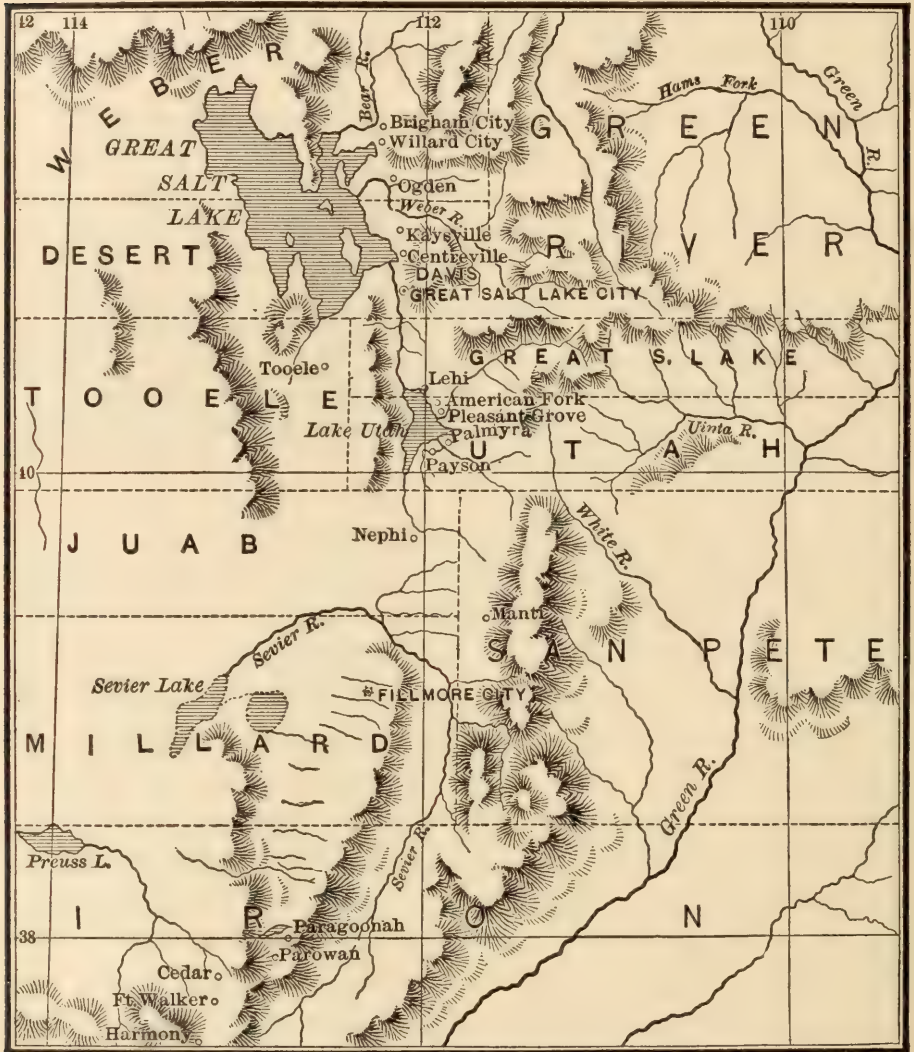 42 114 112 110
WEBER
Bear R.
Hams Fork
Green R.
Brigham City
Willard City
GREEN
GREAT
SALT
LAKE
Ogden
Weber R.
Kaysville
RIVER
DESERT
Centreville
DAVIS
GREAT SALT LAKE CITY
GREAT S. LAKE
Tooele
Lehi
TOOELE
American Fork
Pleasant Grove
Lake Utah
Palmyra
Uinta R.
UTAH
Payson
40
White R.
Nephi
JUAB
Manti
Sevier R.
SANPETE
Sevier Lake
FILLMORE CITY
MILLARD
Green R.
Sevier R.
Preuss L.
IRON
Paragoonah
38
Parowan
Cedar
Ft Walker
Harmony